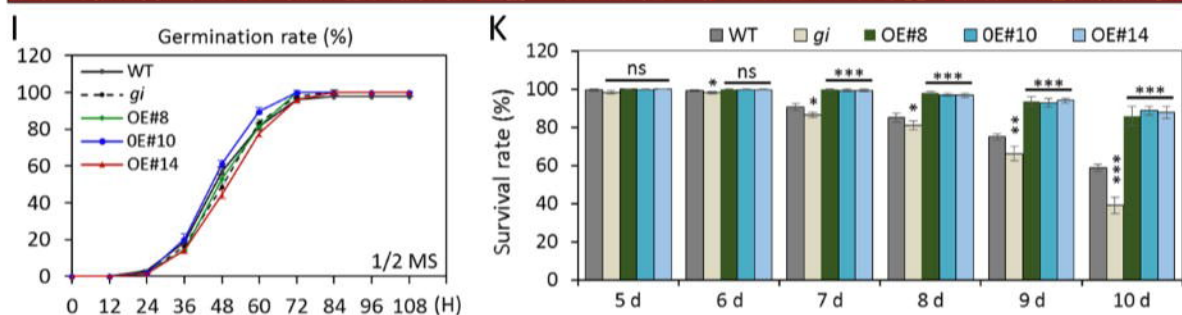 I
Germination rate (%)
120
100
80
60
40
20
0
WT
gi
OE#8
0E#10
OE#14
1/2 MS
0 12 24 36 48 60 72 84 96 108 (H)
K
WT gi OE#8 0E#10 OE#14
Survival rate (%)
120
100
80
60
40
20
0
ns
* ns
* ***
* ***
** ***
*** ***
5 d 6 d 7 d 8 d 9 d 10 d